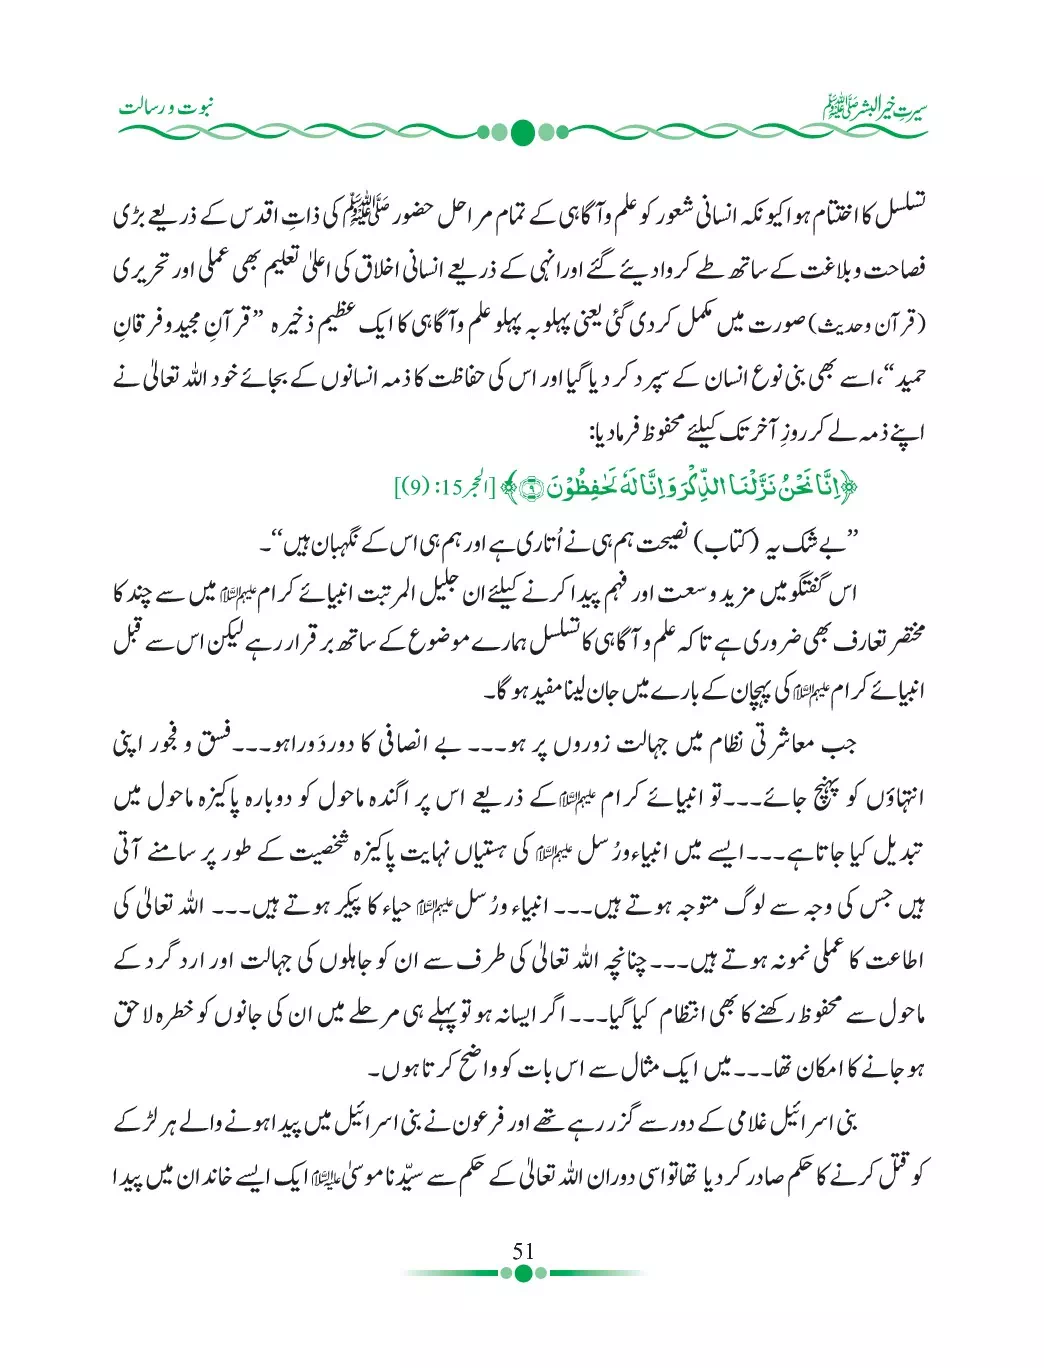 سیرتِ خیر البشر ﷺ
نبوت و رسالت
تسلسل کا اختتام ہوا کیونکہ انسانی شعور کو علم و آگاہی کے تمام مراحل حضور ﷺ کی ذاتِ اقدس کے ذریعے بڑی
فصاحت و بلاغت کے ساتھ طے کروا دیئے گئے اور انہی کے ذریعے انسانی اخلاق کی اعلیٰ تعلیم بھی عملی اور تحریری
(قرآن و حدیث) صورت میں مکمل کر دی گئی یعنی پہلو بہ پہلو علم و آگاہی کا ایک عظیم ذخیرہ ”قرآنِ مجید و فرقانِ
حمید“، اسے بھی بنی نوع انسان کے سپرد کر دیا گیا اور اس کی حفاظت کا ذمہ انسانوں کے بجائے خود اللہ تعالیٰ نے
اپنے ذمہ لے کر روزِ آخر تک کیلئے محفوظ فرما دیا:
﴿اِنَّا نَحْنُ نَزَّلْنَا الذِّكْرَ وَ اِنَّا لَهٗ لَحٰفِظُوْنَ ۝۹﴾ [الحجر15: (9)]
”بے شک یہ (کتاب) نصیحت ہم ہی نے اُتاری ہے اور ہم ہی اس کے نگہبان ہیں“۔
اس گفتگو میں مزید وسعت اور فہم پیدا کرنے کیلئے ان جلیل المرتبت انبیائے کرام علیہم السلام میں سے چند کا
مختصر تعارف بھی ضروری ہے تاکہ علم و آگاہی کا تسلسل ہمارے موضوع کے ساتھ برقرار رہے لیکن اس سے قبل
انبیائے کرام علیہم السلام کی پہچان کے بارے میں جان لینا مفید ہو گا۔
جب معاشرتی نظام میں جہالت زوروں پر ہو۔۔۔ بے انصافی کا دور دَورا ہو۔۔۔ فسق و فجور اپنی
انتہاؤں کو پہنچ جائے۔۔۔ تو انبیائے کرام علیہم السلام کے ذریعے اس پر اگندہ ماحول کو دوبارہ پاکیزہ ماحول میں
تبدیل کیا جاتا ہے۔۔۔ ایسے میں انبیاء ورُسل علیہم السلام کی ہستیاں نہایت پاکیزہ شخصیت کے طور پر سامنے آتی
ہیں جس کی وجہ سے لوگ متوجہ ہوتے ہیں۔۔۔ انبیاء ورُسل علیہم السلام حیاء کا پیکر ہوتے ہیں۔۔۔ اللہ تعالیٰ کی
اطاعت کا عملی نمونہ ہوتے ہیں۔۔۔ چنانچہ اللہ تعالیٰ کی طرف سے ان کو جاہلوں کی جہالت اور ارد گرد کے
ماحول سے محفوظ رکھنے کا بھی انتظام کیا گیا۔۔۔ اگر ایسا نہ ہو تو پہلے ہی مرحلے میں ان کی جانوں کو خطرہ لاحق
ہو جانے کا امکان تھا۔۔۔ میں ایک مثال سے اس بات کو واضح کرتا ہوں۔
بنی اسرائیل غلامی کے دور سے گزر رہے تھے اور فرعون نے بنی اسرائیل میں پیدا ہونے والے ہر لڑکے
کو قتل کرنے کا حکم صادر کر دیا تھا تو اسی دوران اللہ تعالیٰ کے حکم سے سیّدنا موسیٰ علیہ السلام ایک ایسے خاندان میں پیدا
51